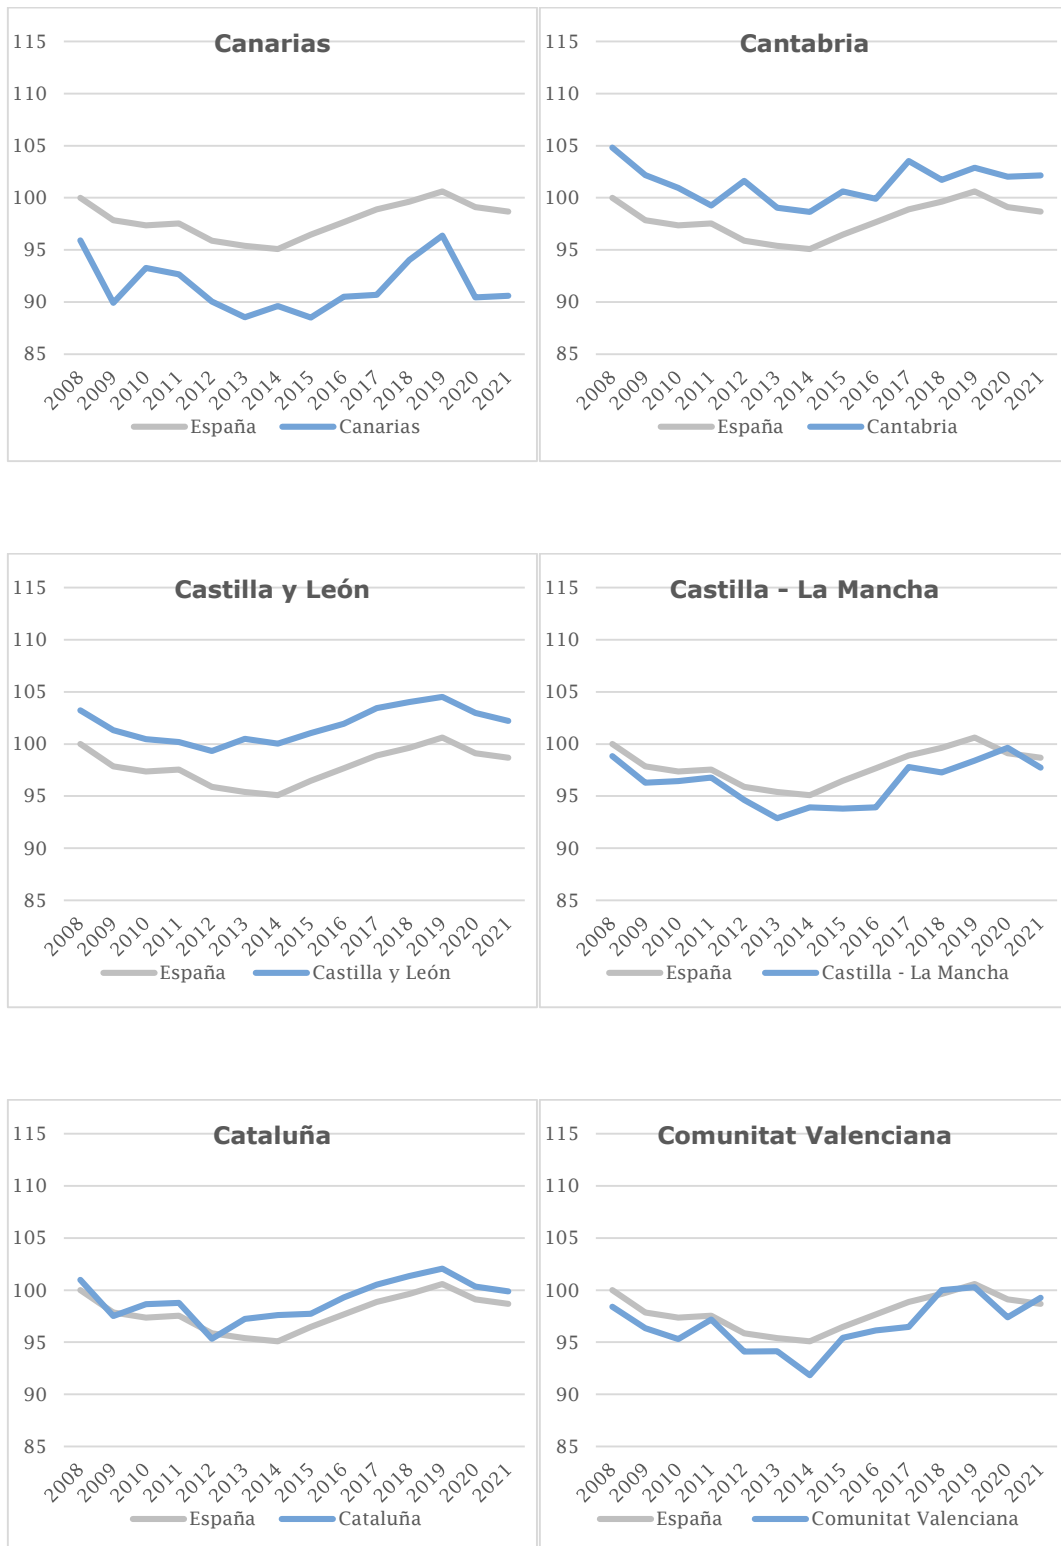 Canarias
115
110
105
100
95
90
85
2008 2009 2010 2011 2012 2013 2014 2015 2016 2017 2018 2019 2020 2021
España Canarias
Cantabria
115
110
105
100
95
90
85
2008 2009 2010 2011 2012 2013 2014 2015 2016 2017 2018 2019 2020 2021
España Cantabria
Castilla y León
115
110
105
100
95
90
85
2008 2009 2010 2011 2012 2013 2014 2015 2016 2017 2018 2019 2020 2021
España Castilla y León
Castilla - La Mancha
115
110
105
100
95
90
85
2008 2009 2010 2011 2012 2013 2014 2015 2016 2017 2018 2019 2020 2021
España Castilla - La Mancha
Cataluña
115
110
105
100
95
90
85
2008 2009 2010 2011 2012 2013 2014 2015 2016 2017 2018 2019 2020 2021
España Cataluña
Comunitat Valenciana
115
110
105
100
95
90
85
2008 2009 2010 2011 2012 2013 2014 2015 2016 2017 2018 2019 2020 2021
España Comunitat Valenciana